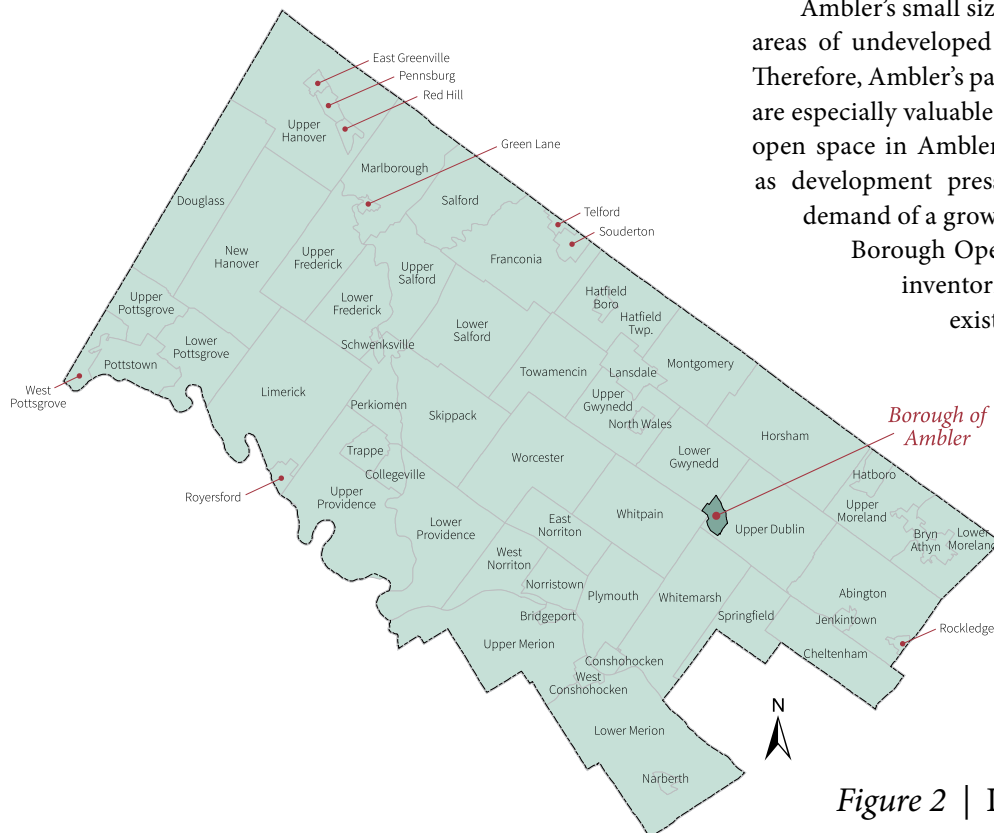 Ambler’s small siz
areas of undeveloped
Therefore, Ambler’s pa
are especially valuable
open space in Ambler
as development press
demand of a grow
Borough Ope
inventor
exist
East Greenville
Pennsburg
Red Hill
Upper
Hanover
Green Lane
Marlborough
Douglass
Salford
Telford
Souderton
New
Hanover
Upper
Frederick
Upper
Salford
Franconia
Upper
Pottsgrove
Lower
Frederick
Hatfield
Boro
Hatfield
Twp.
Lower
Pottsgrove
Schwenksville
Lower
Salford
Pottstown
West
Pottsgrove
Limerick
Towamencin
Lansdale
Montgomery
Perkiomen
Skippack
Upper
Gwynedd
North Wales
Borough of
Ambler
Horsham
Trappe
Collegeville
Worcester
Lower
Gwynedd
Hatboro
Royersford
Upper
Providence
Lower
Providence
East
Norriton
Whitpain
Upper Dublin
Upper
Moreland
Bryn
Athyn
Lower
Moreland
West
Norriton
Norristown
Plymouth
Whitemarsh
Springfield
Abington
Jenkintown
Bridgeport
Upper Merion
Conshohocken
West
Conshohocken
Cheltenham
Rockledge
Lower Merion
Narberth
N
Figure 2 |